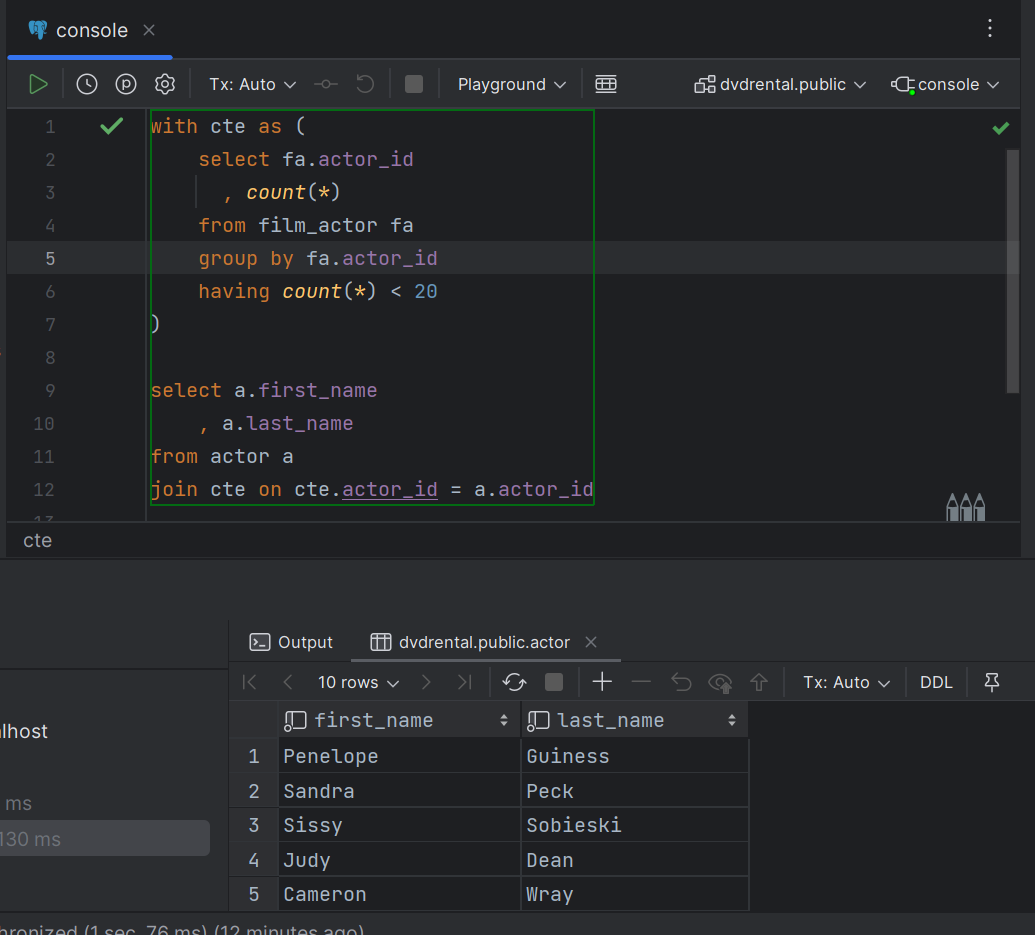 console
Tx: Auto
Playground
dvdrental.public
console
1 with cte as (
2 select fa.actor_id
3 , count(*)
4 from film_actor fa
5 group by fa.actor_id
6 having count(*) < 20
7 )
8
9 select a.first_name
10 , a.last_name
11 from actor a
12 join cte on cte.actor_id = a.actor_id
13
cte
Output
dvdrental.public.actor
10 rows
Tx: Auto
DDL
first_name last_name
1 Penelope Guiness
2 Sandra Peck
3 Sissy Sobieski
4 Judy Dean
5 Cameron Wray
lhost
ms
130 ms
hronized (1 sec, 76 ms) (12 minutes ago)